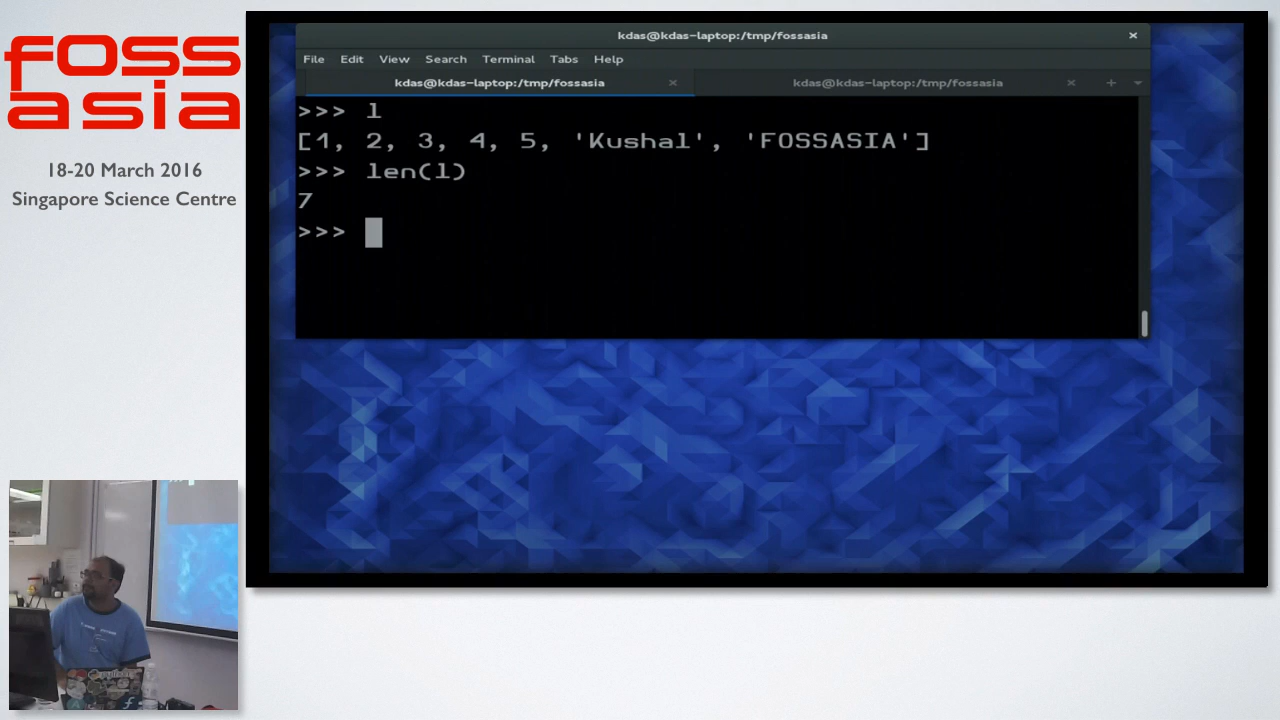 foss
asia
18-20 March 2016
Singapore Science Centre
kdas@kdas-laptop:/tmp/fossasia
File Edit View Search Terminal Tabs Help
kdas@kdas-laptop:/tmp/fossasia kdas@kdas-laptop:/tmp/fossasia
>>> l
[1, 2, 3, 4, 5, 'Kushal', 'FOSSASIA']
>>> len(l)
7
>>>